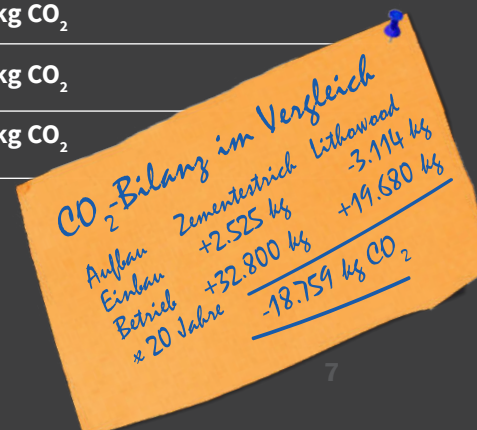 kg CO₂
kg CO₂
kg CO₂
CO₂-Bilanz im Vergleich
Zementestrich Lithowood
Aufbau
Einbau +2.525 kg -3.114 kg
Betrieb +32.800 kg +19.680 kg
x 20 Jahre
-18.759 kg CO₂
7